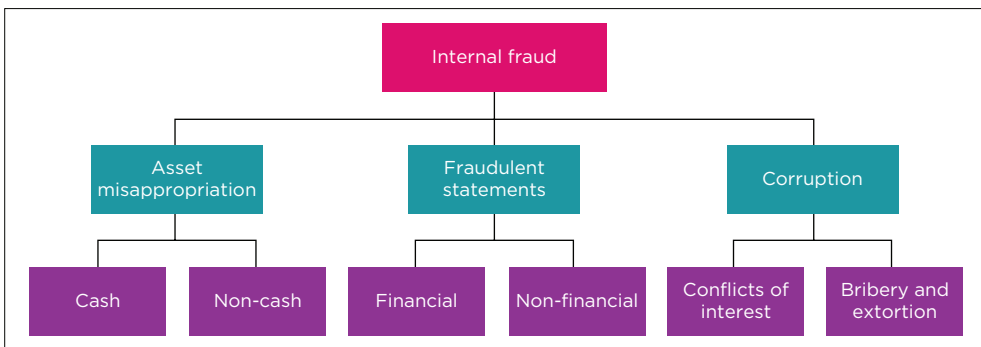 Internal fraud
Asset
misappropriation
Fraudulent
statements
Corruption
Cash
Non-cash
Financial
Non-financial
Conflicts of
interest
Bribery and
extortion